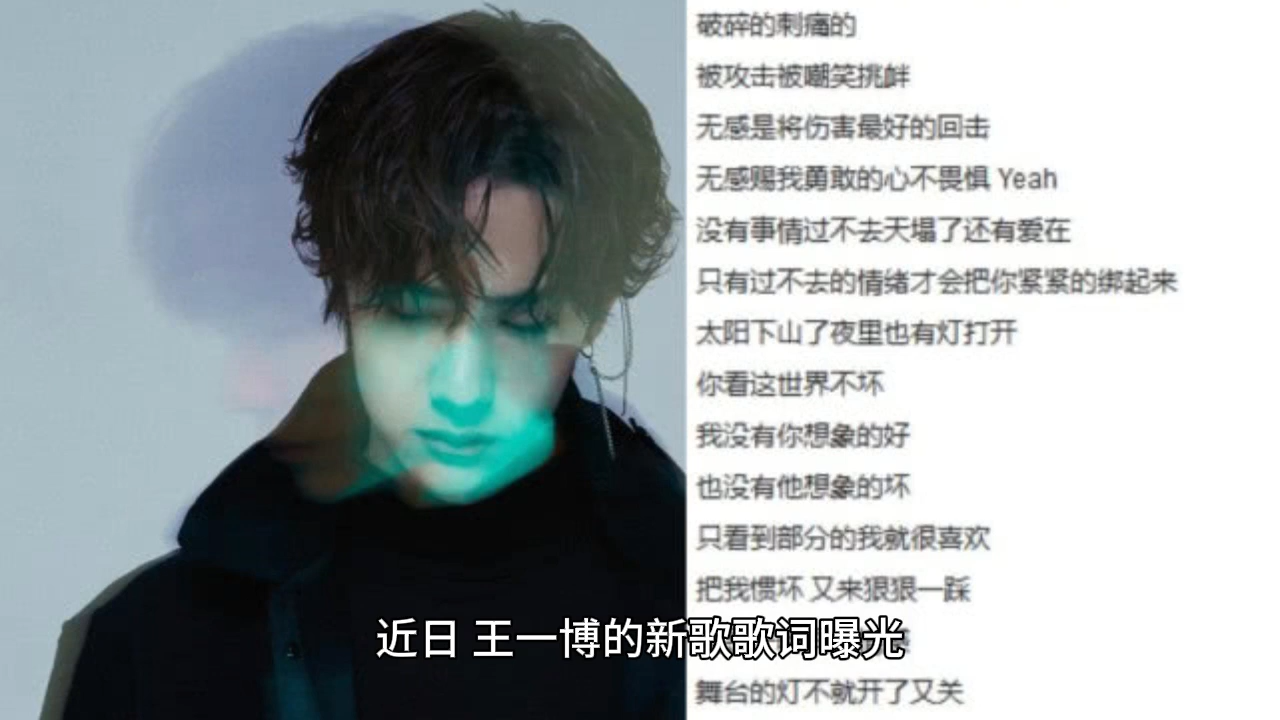 破碎的刺痛的
被攻击被嘲笑挑衅
无感是将伤害最好的回击
无感赐我勇敢的心不畏惧 Yeah
没有事情过不去天塌了还有爱在
只有过不去的情绪才会把你紧紧的绑起来
太阳下山了夜里也有灯打开
你看这世界不坏
我没有你想象的好
也没有他想象的坏
只看到部分的我就很喜欢
把我惯坏 又来狠狠一踩
近日 王一博的新歌歌词曝光
舞台的灯不就开了又关